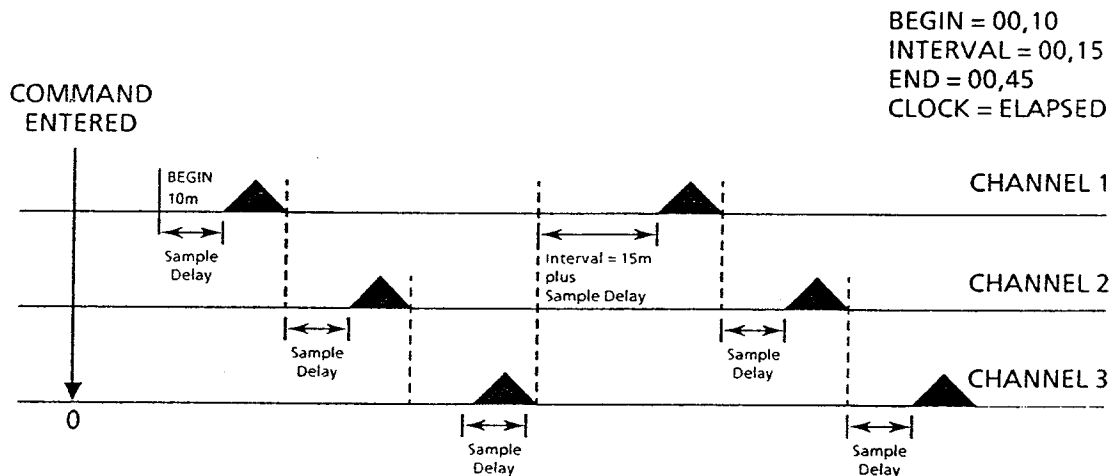 BEGIN = 00,10
INTERVAL = 00,15
END = 00,45
CLOCK = ELAPSED
COMMAND
ENTERED
BEGIN
10m
CHANNEL 1
Sample
Delay
Interval = 15m
plus
Sample Delay
CHANNEL 2
Sample
Delay
Sample
Delay
CHANNEL 3
0
Sample
Delay
Sample
Delay